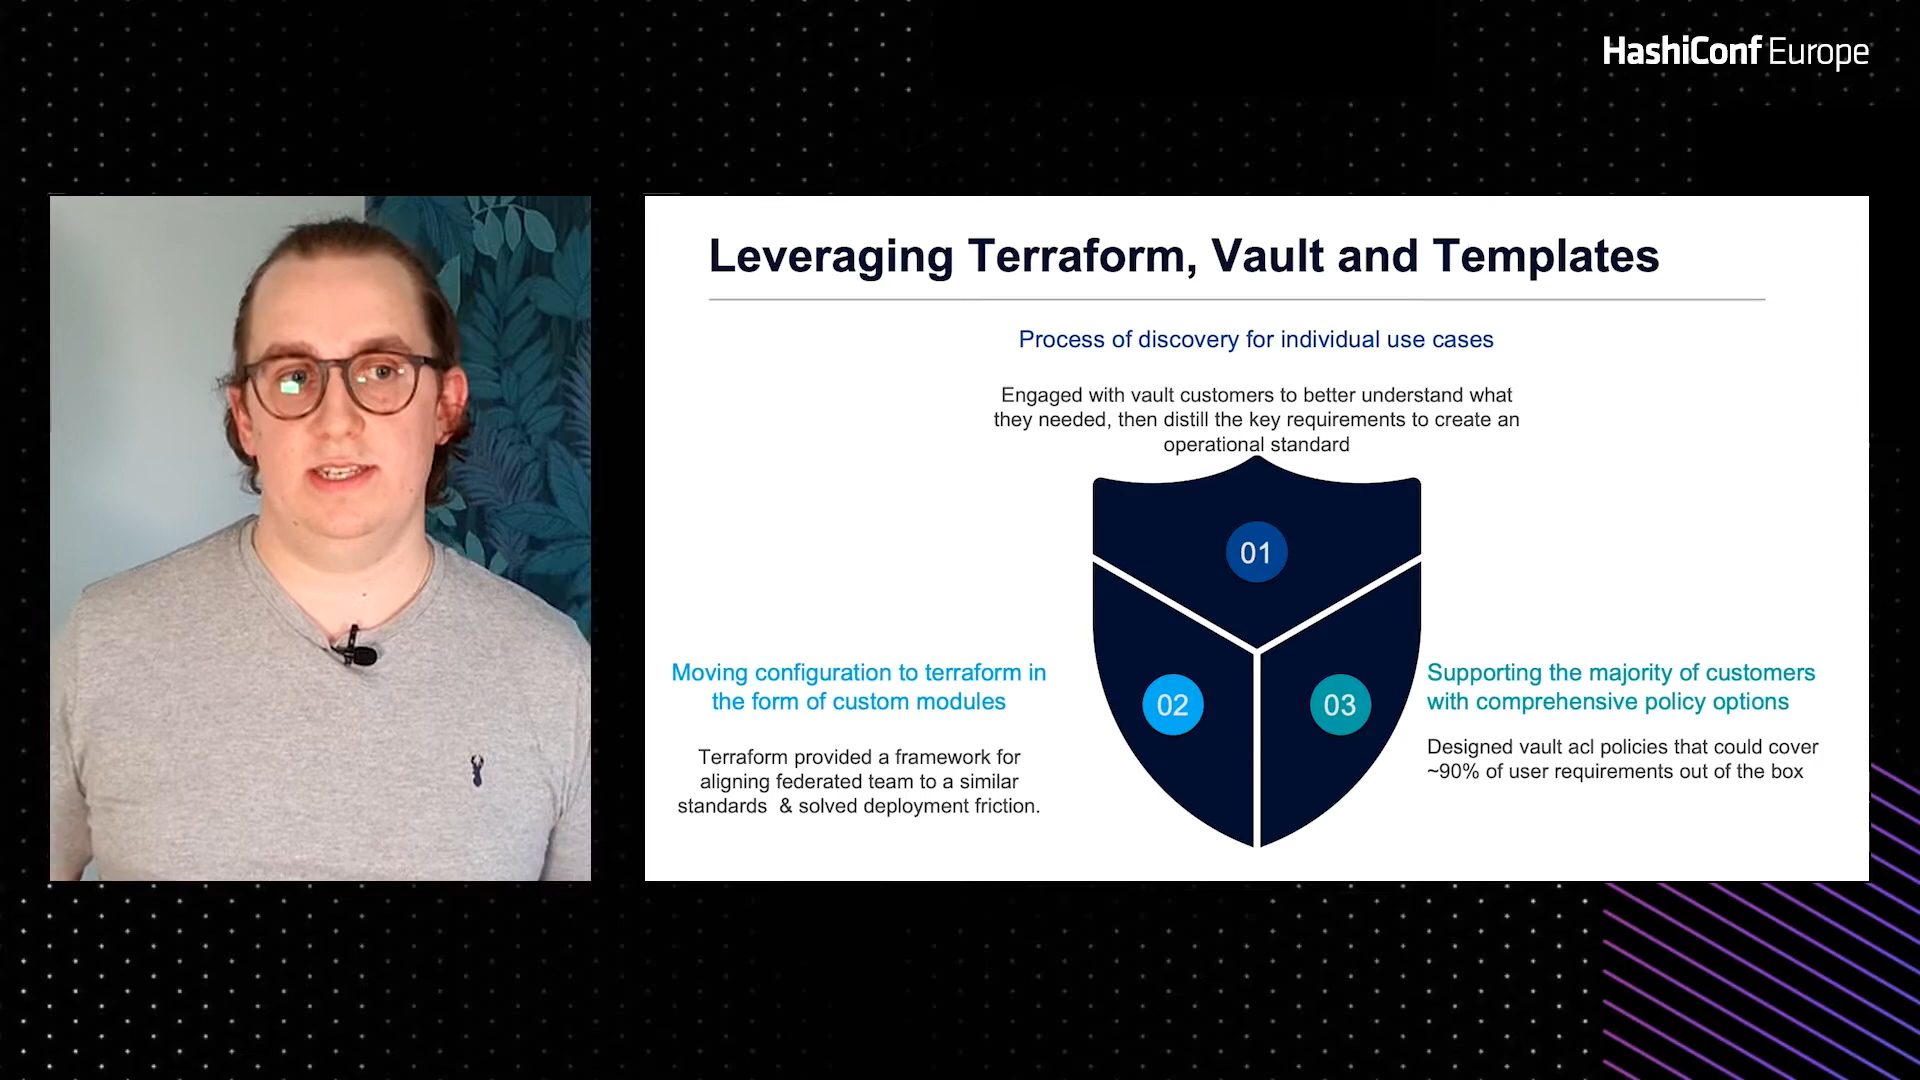 HashiConf Europe
Leveraging Terraform, Vault and Templates
Process of discovery for individual use cases
Engaged with vault customers to better understand what
they needed, then distill the key requirements to create an
operational standard
01
Moving configuration to terraform in
the form of custom modules
Terraform provided a framework for
aligning federated team to a similar
standards & solved deployment friction.
02
03
Supporting the majority of customers
with comprehensive policy options
Designed vault acl policies that could cover
~90% of user requirements out of the box